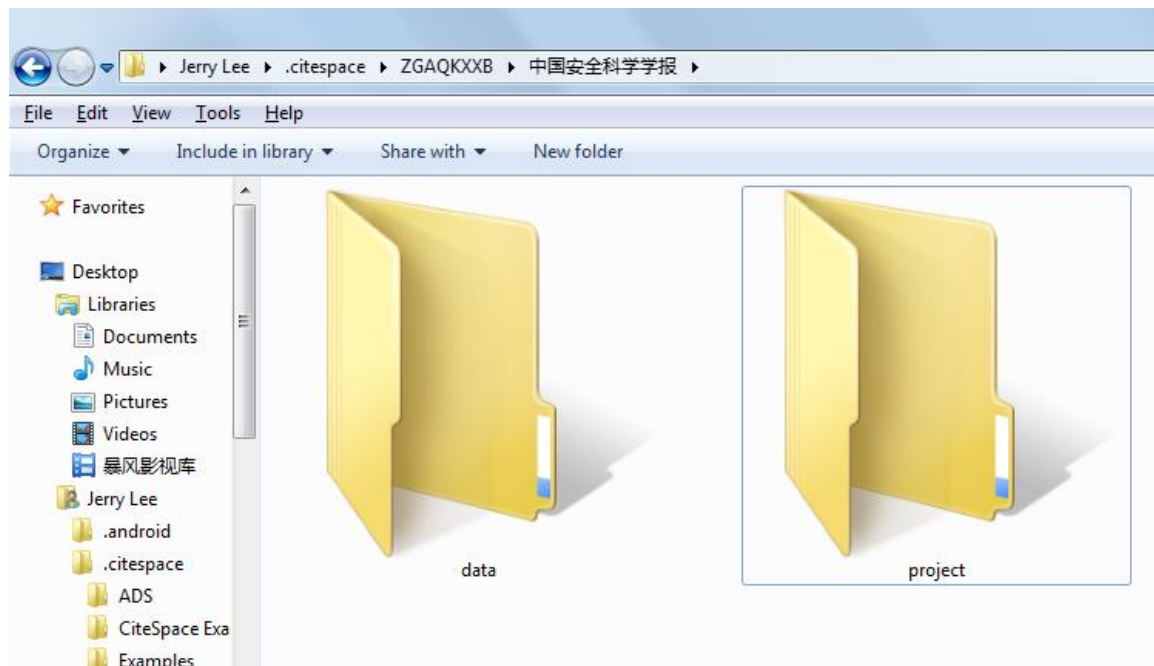 Jerry Lee ▸ .citespace ▸ ZGAQKXXB ▸ 中国安全科学学报 ▸
File Edit View Tools Help
Organize Include in library Share with New folder
Favorites
Desktop
Libraries
Documents
Music
Pictures
Videos
暴风影视库
Jerry Lee
.android
.citespace
ADS
CiteSpace Exa
Examples
data
project